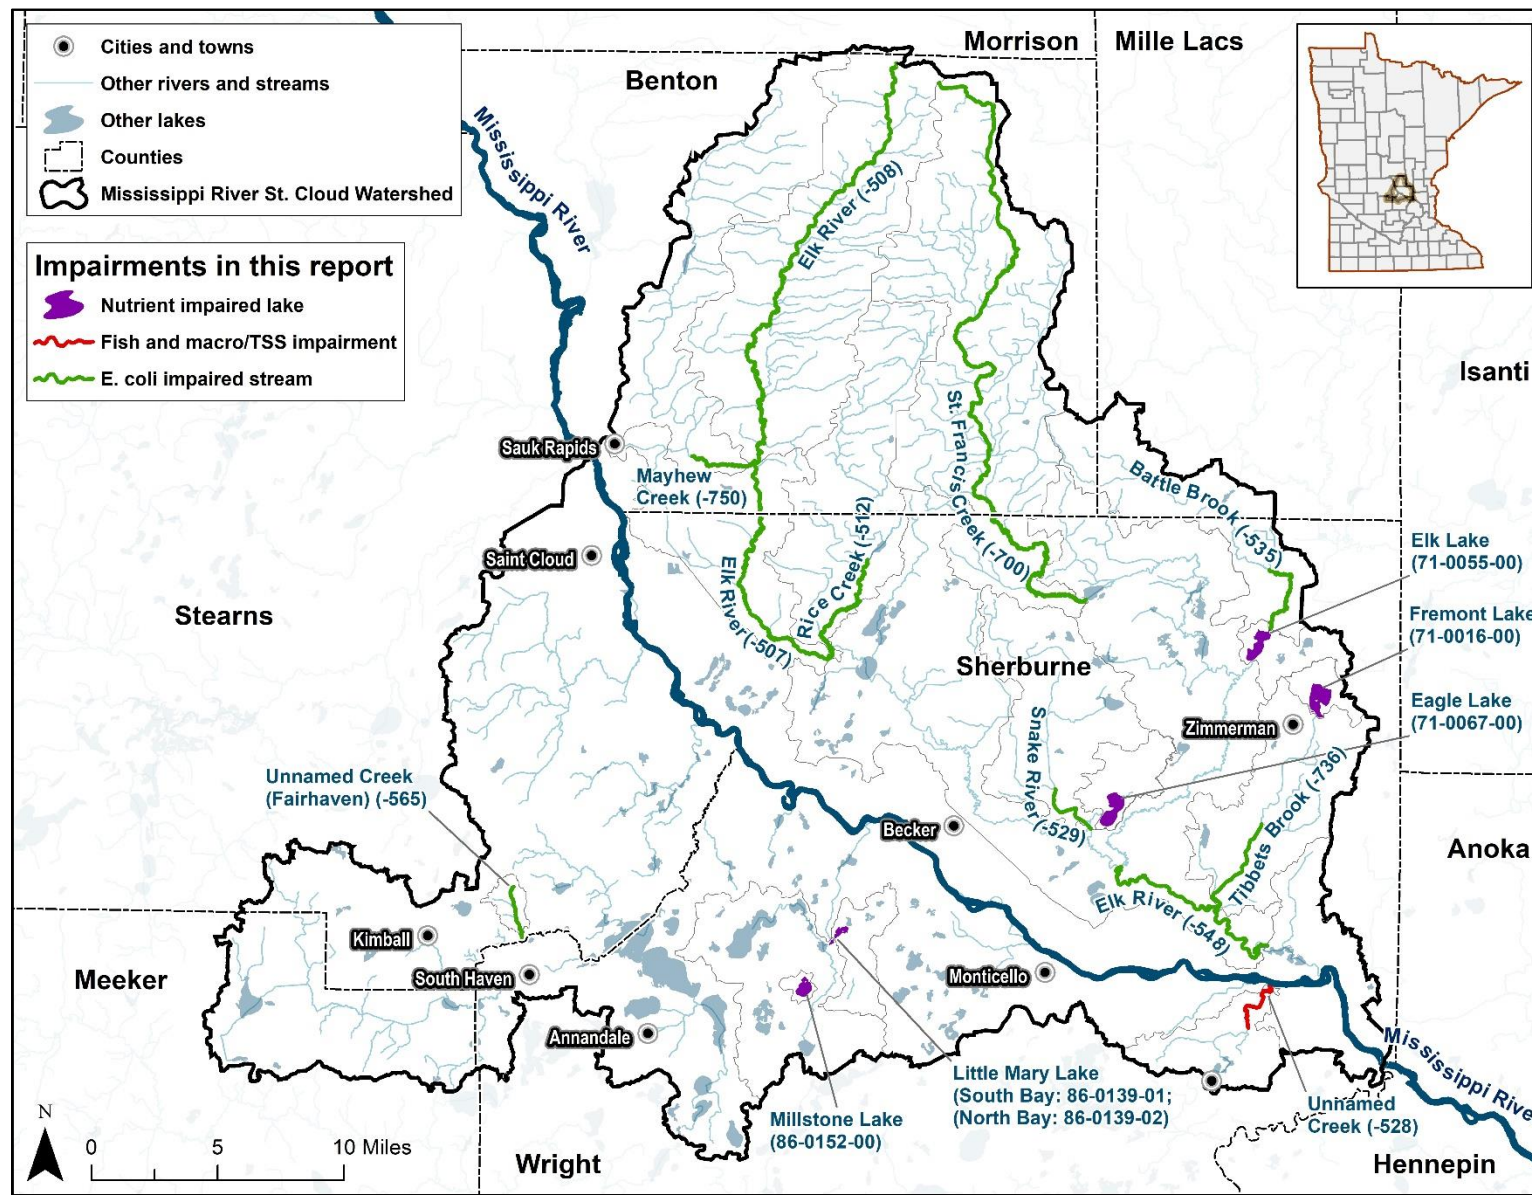 Cities and towns
Other rivers and streams
Other lakes
Counties
Mississippi River St. Cloud Watershed
Impairments in this report
Nutrient impaired lake
Fish and macro/TSS impairment
E. coli impaired stream
Morrison
Mille Lacs
Benton
Mississippi River
Elk River (-508)
Isanti
St. Francis Creek (-700)
Sauk Rapids
Mayhew
Creek (-750)
Battle Brook (-535)
Rice Creek (-512)
Elk Lake
(71-0055-00)
Saint Cloud
Elk River (-507)
Fremont Lake
(71-0016-00)
Stearns
Sherburne
Eagle Lake
(71-0067-00)
Zimmerman
Snake River (-529)
Unnamed Creek
(Fairhaven) (-565)
Tibbets Brook (-736)
Becker
Anoka
Elk River (-548)
Kimball
South Haven
Monticello
Meeker
Annandale
Mississippi River
Little Mary Lake
(South Bay: 86-0139-01;
(North Bay: 86-0139-02)
Millstone Lake
(86-0152-00)
Unnamed
Creek (-528)
N
0 5 10 Miles
Wright
Hennepin